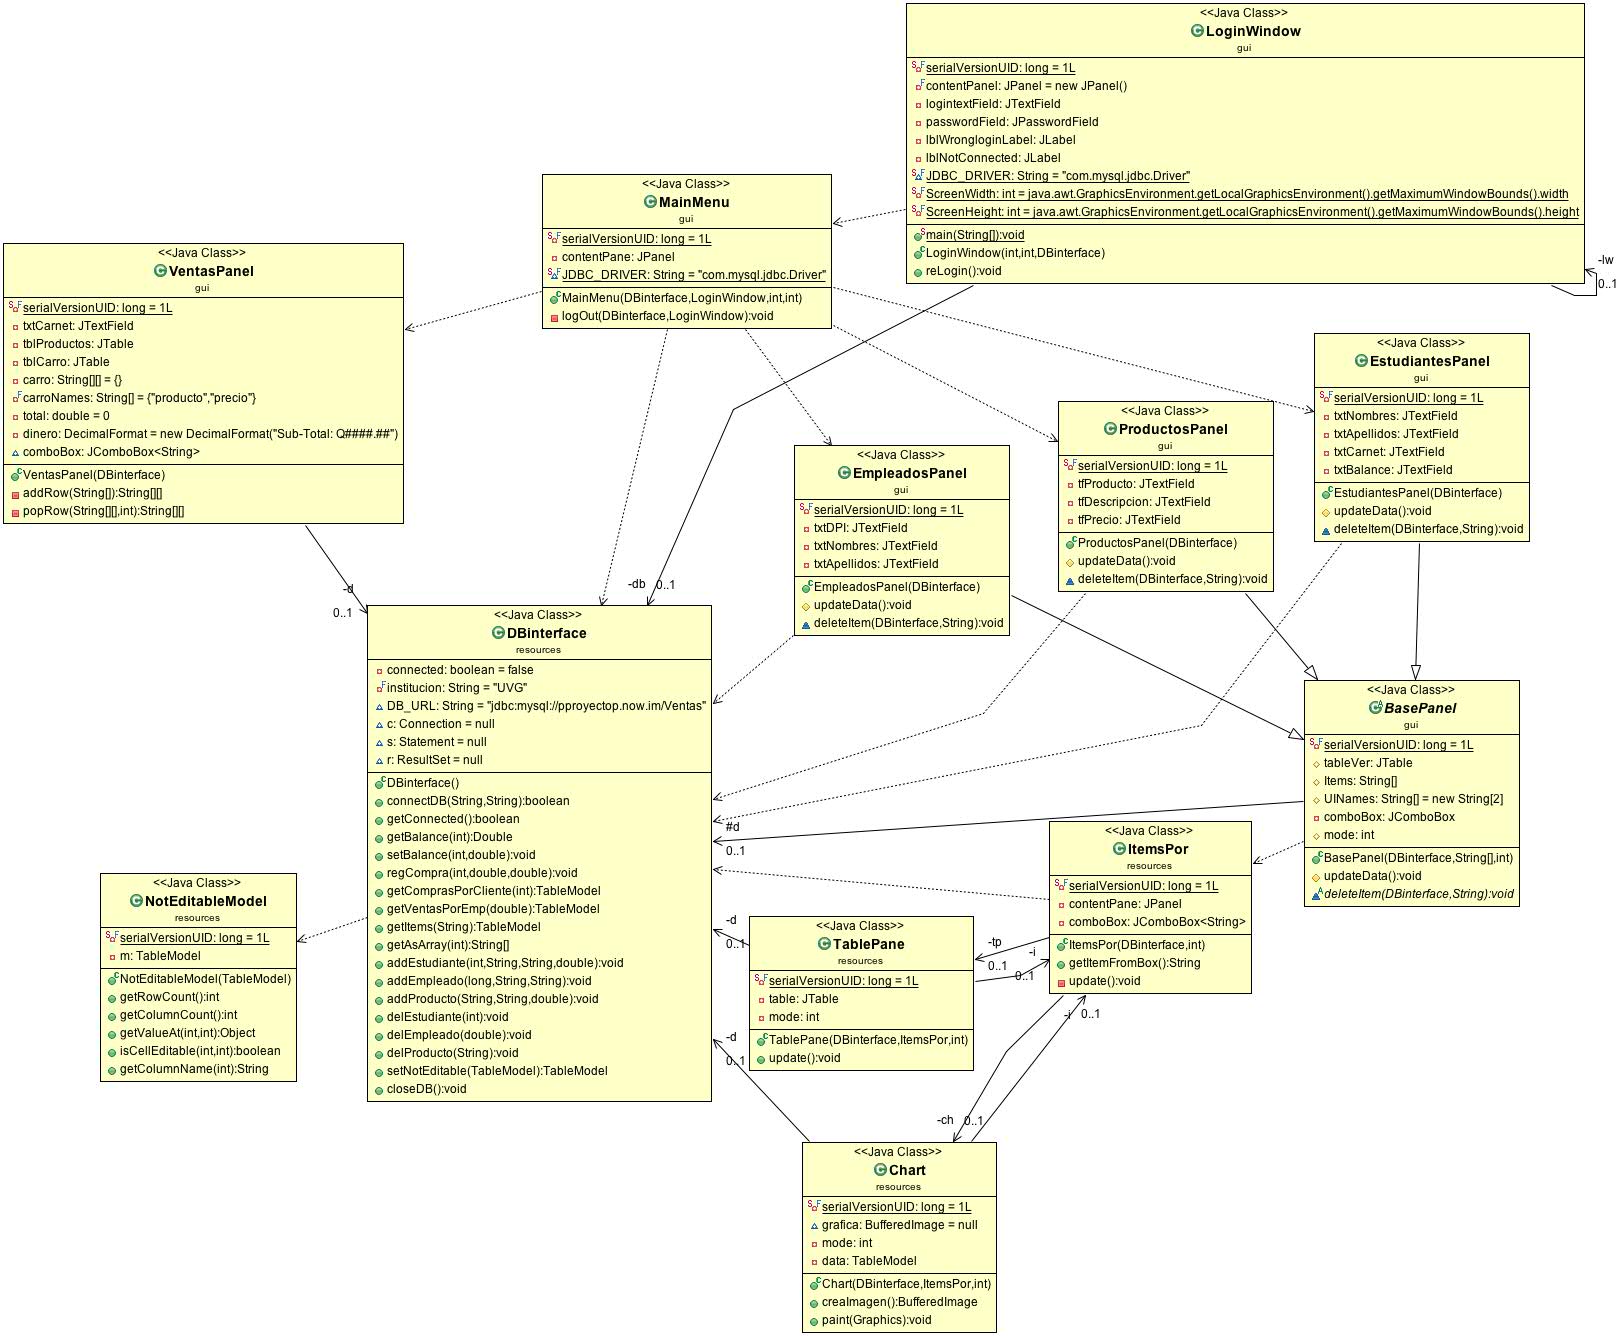 <<Java Class>>
LoginWindow
gui
serialVersionUID: long = 1L
contentPanel: JPanel = new JPanel()
logintextField: JTextField
passwordField: JPasswordField
lblWrongloginLabel: JLabel
lblNotConnected: JLabel
JDBC_DRIVER: String = "com.mysql.jdbc.Driver"
ScreenWidth: int = java.awt.GraphicsEnvironment.getLocalGraphicsEnvironment().getMaximumWindowBounds().width
ScreenHeight: int = java.awt.GraphicsEnvironment.getLocalGraphicsEnvironment().getMaximumWindowBounds().height
main(String[]):void
LoginWindow(int,int,DBinterface)
reLogin():void
-lw
0..1
<<Java Class>>
MainMenu
gui
serialVersionUID: long = 1L
contentPane: JPanel
JDBC_DRIVER: String = "com.mysql.jdbc.Driver"
MainMenu(DBinterface,LoginWindow,int,int)
logOut(DBinterface,LoginWindow):void
<<Java Class>>
VentasPanel
gui
serialVersionUID: long = 1L
txtCarnet: JTextField
tblProductos: JTable
tblCarro: JTable
carro: String[][] = {}
carroNames: String[] = {"producto","precio"}
total: double = 0
dinero: DecimalFormat = new DecimalFormat("Sub-Total: Q####.##")
comboBox: JComboBox<String>
VentasPanel(DBinterface)
addRow(String[]):String[][]
popRow(String[][],int):String[][]
<<Java Class>>
EstudiantesPanel
gui
serialVersionUID: long = 1L
txtNombres: JTextField
txtApellidos: JTextField
txtCarnet: JTextField
txtBalance: JTextField
EstudiantesPanel(DBinterface)
updateData():void
deleteItem(DBinterface,String):void
<<Java Class>>
ProductosPanel
gui
serialVersionUID: long = 1L
tfProducto: JTextField
tfDescripcion: JTextField
tfPrecio: JTextField
ProductosPanel(DBinterface)
updateData():void
deleteItem(DBinterface,String):void
<<Java Class>>
EmpleadosPanel
gui
serialVersionUID: long = 1L
txtDPI: JTextField
txtNombres: JTextField
txtApellidos: JTextField
EmpleadosPanel(DBinterface)
updateData():void
deleteItem(DBinterface,String):void
-d
0..1
-db
0..1
<<Java Class>>
DBinterface
resources
connected: boolean = false
institucion: String = "UVG"
DB_URL: String = "jdbc:mysql://pproyectop.now.im/Ventas"
c: Connection = null
s: Statement = null
r: ResultSet = null
DBinterface()
connectDB(String,String):boolean
getConnected():boolean
getBalance(int):Double
setBalance(int,double):void
regCompra(int,double,double):void
getComprasPorCliente(int):TableModel
getVentasPorEmp(double):TableModel
getItems(String):TableModel
getAsArray(int):String[]
addEstudiante(int,String,String,double):void
addEmpleado(long,String,String):void
addProducto(String,String,double):void
delEstudiante(int):void
delEmpleado(double):void
delProducto(String):void
setNotEditable(TableModel):TableModel
closeDB():void
<<Java Class>>
BasePanel
gui
serialVersionUID: long = 1L
tableVer: JTable
Items: String[]
UINames: String[] = new String[2]
comboBox: JComboBox
mode: int
BasePanel(DBinterface,String[],int)
updateData():void
deleteItem(DBinterface,String):void
#d
0..1
<<Java Class>>
ItemsPor
resources
serialVersionUID: long = 1L
contentPane: JPanel
comboBox: JComboBox<String>
ItemsPor(DBinterface,int)
getItemFromBox():String
update():void
<<Java Class>>
NotEditableModel
resources
serialVersionUID: long = 1L
m: TableModel
NotEditableModel(TableModel)
getRowCount():int
getColumnCount():int
getValueAt(int,int):Object
isCellEditable(int,int):boolean
getColumnName(int):String
-d
0..1
<<Java Class>>
TablePane
resources
serialVersionUID: long = 1L
table: JTable
mode: int
TablePane(DBinterface,ItemsPor,int)
update():void
-tp
0..1
-i
0..1
-i
0..1
-d
0..1
-ch
0..1
<<Java Class>>
Chart
resources
serialVersionUID: long = 1L
grafica: BufferedImage = null
mode: int
data: TableModel
Chart(DBinterface,ItemsPor,int)
creaImagen():BufferedImage
paint(Graphics):void